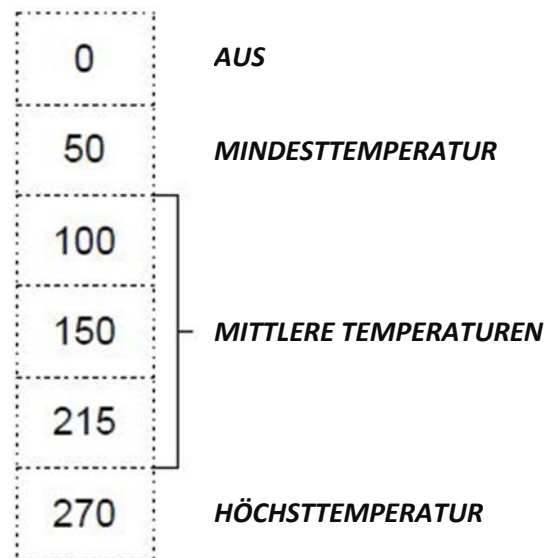 0 AUS
50 MINDESTTEMPERATUR
100
150 MITTLERE TEMPERATUREN
215
270 HÖCHSTTEMPERATUR